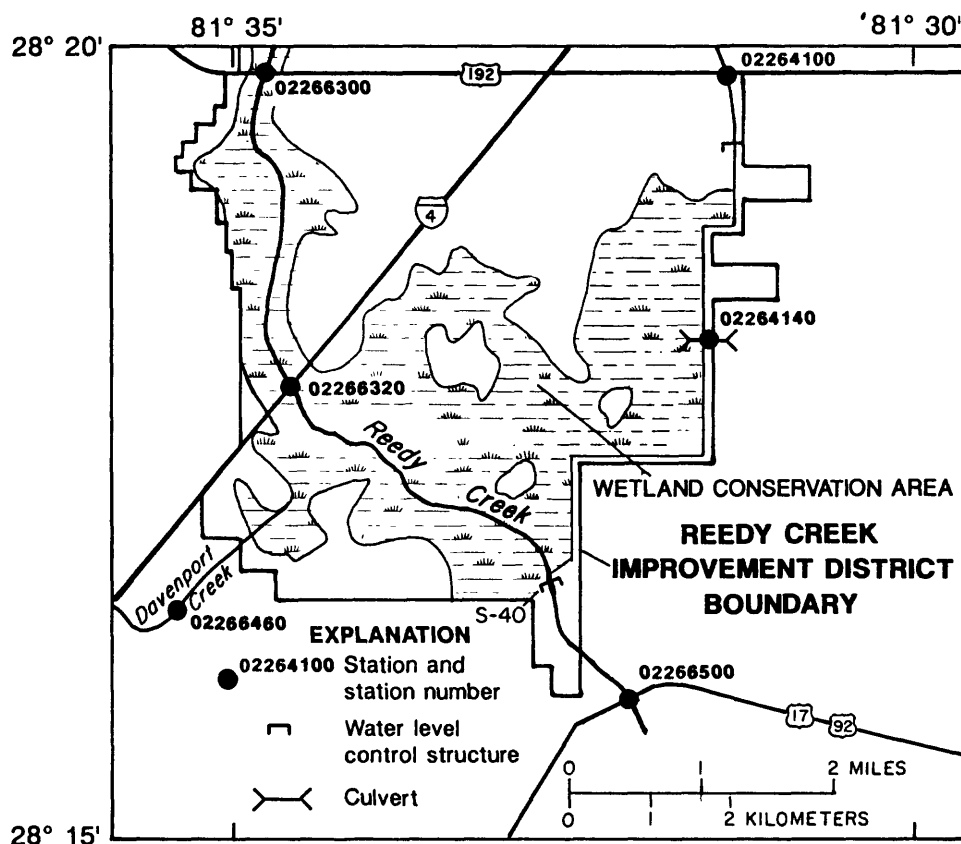 81° 35'
'81° 30'
28° 20'
02266300
192
02264100
4
02264140
02266320
Reedy
Creek
WETLAND CONSERVATION AREA
REEDY CREEK
IMPROVEMENT DISTRICT
BOUNDARY
Davenport
Creek
S-40
02266460
EXPLANATION
02264100 Station and
station number
02266500
Water level
control structure
17
92
0 1 2 MILES
Culvert
0 1 2 KILOMETERS
28° 15'